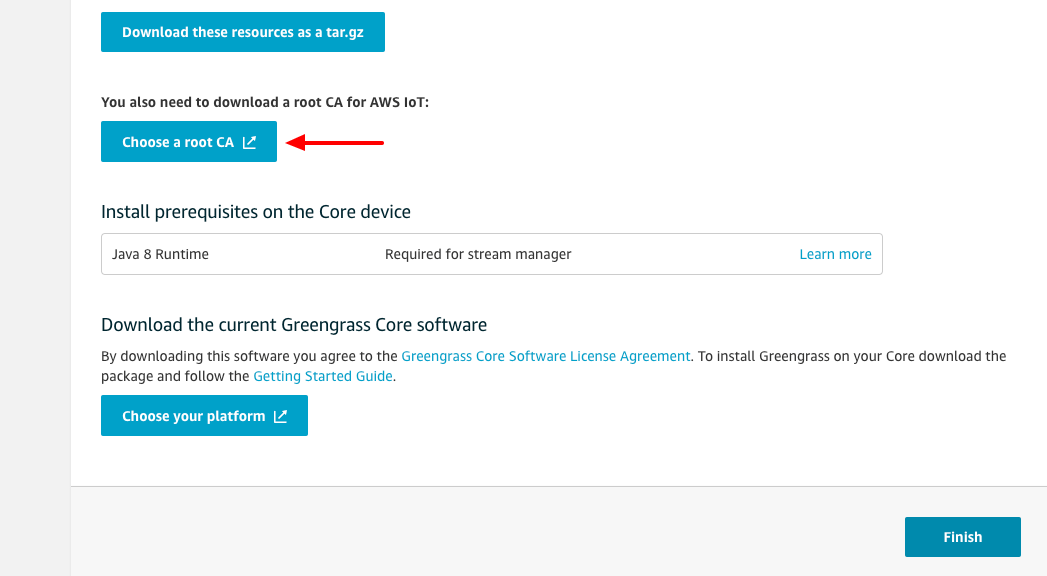 Download these resources as a tar.gz
You also need to download a root CA for AWS IoT:
Choose a root CA
Install prerequisites on the Core device
Java 8 Runtime Required for stream manager Learn more
Download the current Greengrass Core software
By downloading this software you agree to the Greengrass Core Software License Agreement. To install Greengrass on your Core download the
package and follow the Getting Started Guide.
Choose your platform
Finish